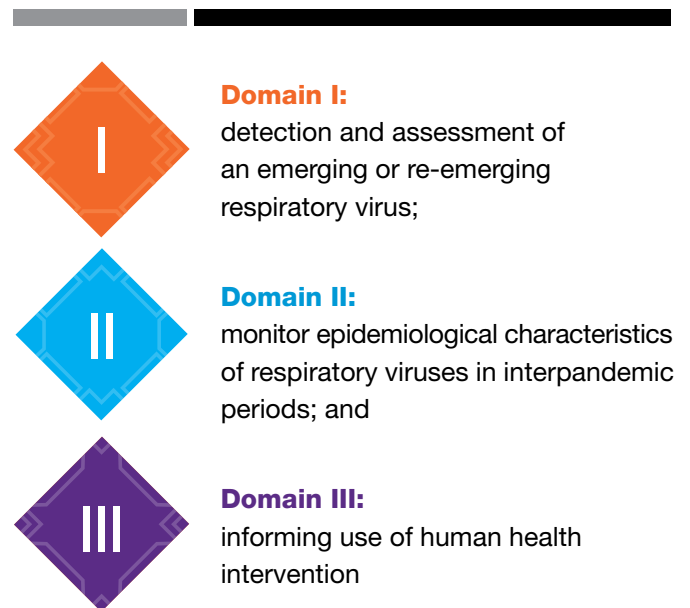 I
Domain I:
detection and assessment of
an emerging or re-emerging
respiratory virus;
II
Domain II:
monitor epidemiological characteristics
of respiratory viruses in interpandemic
periods; and
III
Domain III:
informing use of human health
intervention